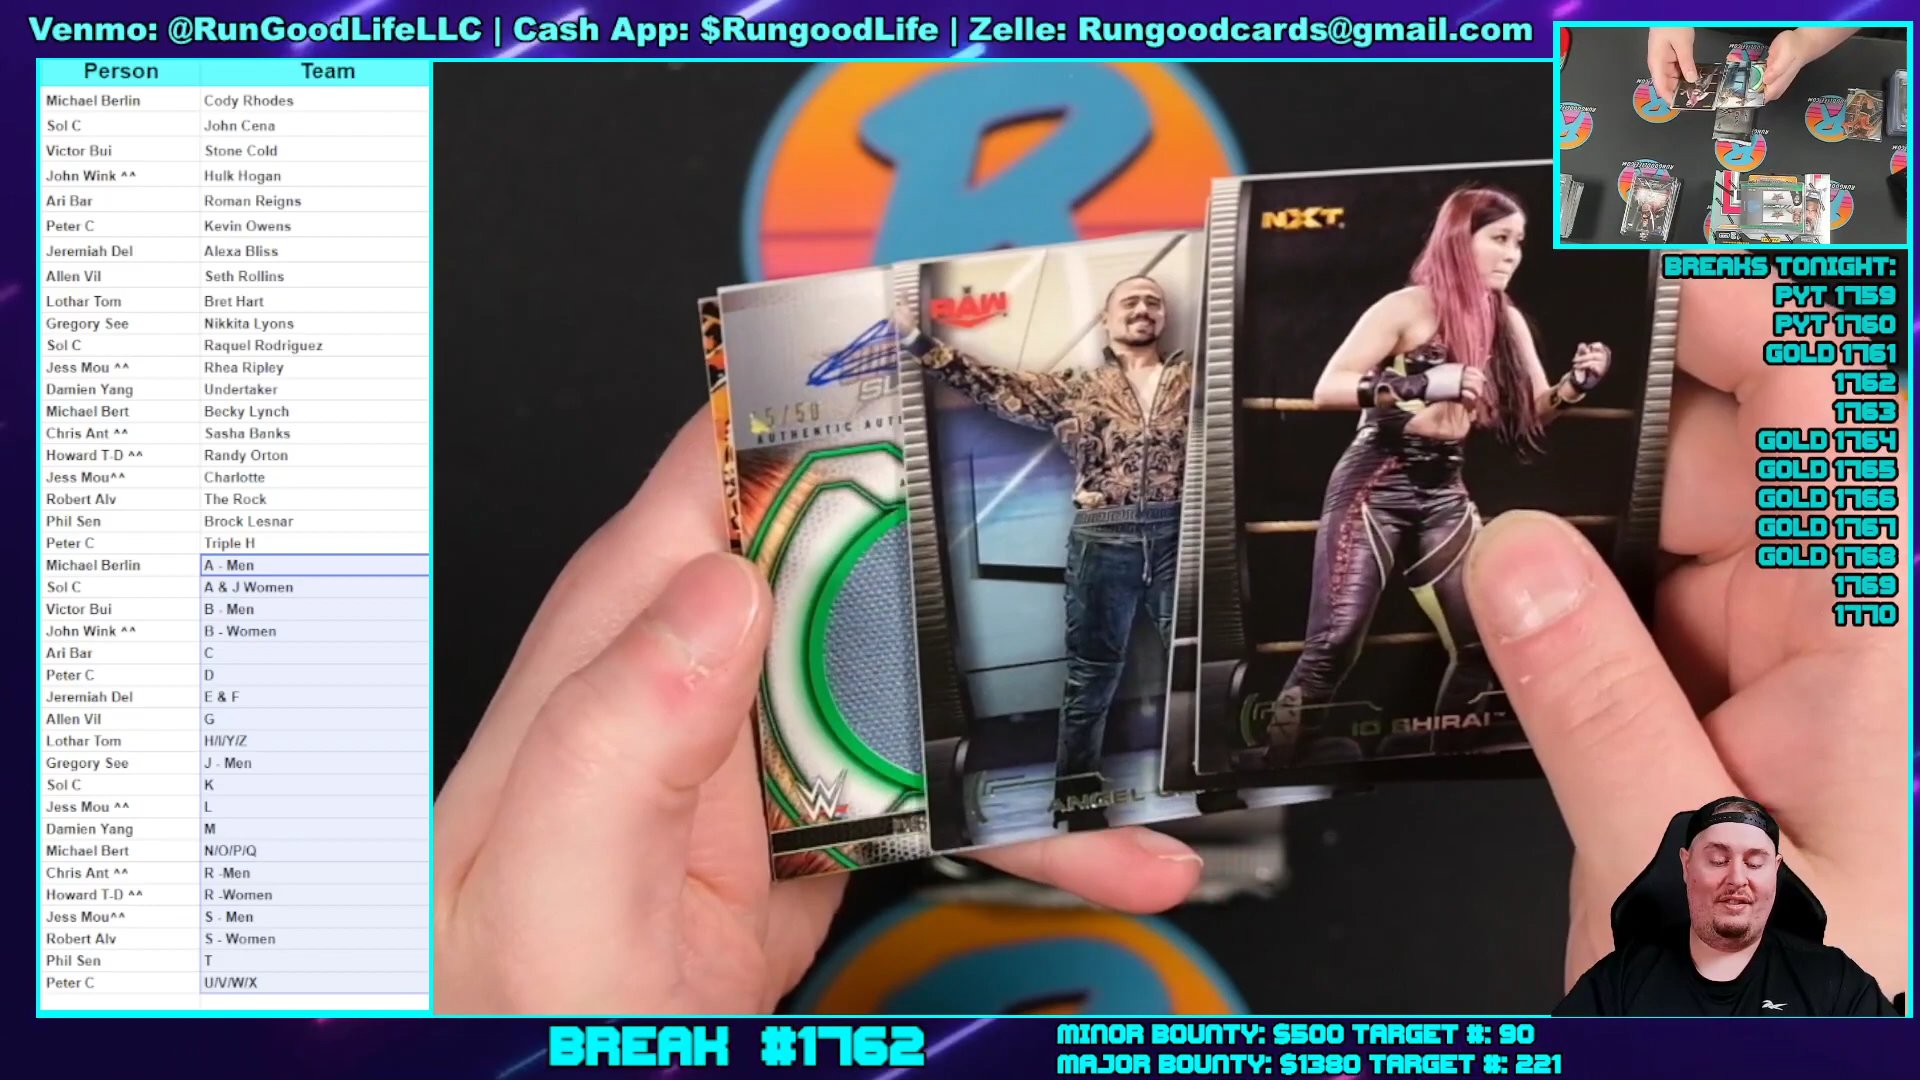 Venmo: @RunGoodLifeLLC | Cash App: $RungoodLife | Zelle: Rungoodcards@gmail.com
Person Team
Michael Berlin Cody Rhodes
Sol C John Cena
Victor Bui Stone Cold
John Wink ^^ Hulk Hogan
Ari Bar Roman Reigns
Peter C Kevin Owens
Jeremiah Del Alexa Bliss
Allen Vil Seth Rollins
Lothar Tom Bret Hart
Gregory See Nikkita Lyons
Sol C Raquel Rodriguez
Jess Mou ^^ Rhea Ripley
Damien Yang Undertaker
Michael Bert Becky Lynch
Chris Ant ^^ Sasha Banks
Howard T-D ^^ Randy Orton
Jess Mou^^ Charlotte
Robert Alv The Rock
Phil Sen Brock Lesnar
Peter C Triple H
Michael Berlin A - Men
Sol C A & J Women
Victor Bui B - Men
John Wink ^^ B - Women
Ari Bar C
Peter C D
Jeremiah Del E & F
Allen Vil G
Lothar Tom H/I/Y/Z
Gregory See J - Men
Sol C K
Jess Mou ^^ L
Damien Yang M
Michael Bert N/O/P/Q
Chris Ant ^^ R -Men
Howard T-D ^^ R -Women
Jess Mou^^ S - Men
Robert Alv S - Women
Phil Sen T
Peter C U/V/W/X
NXT
IO SHIRAI
RAW
ANGEL
/50
AUTHENTIC
BREAKS TONIGHT:
PYT 1759
PYT 1760
GOLD 1761
1762
1763
GOLD 1764
GOLD 1765
GOLD 1766
GOLD 1767
GOLD 1768
1769
1770
BREAK #1762
MINOR BOUNTY: $500 TARGET #: 90
MAJOR BOUNTY: $1380 TARGET #: 221